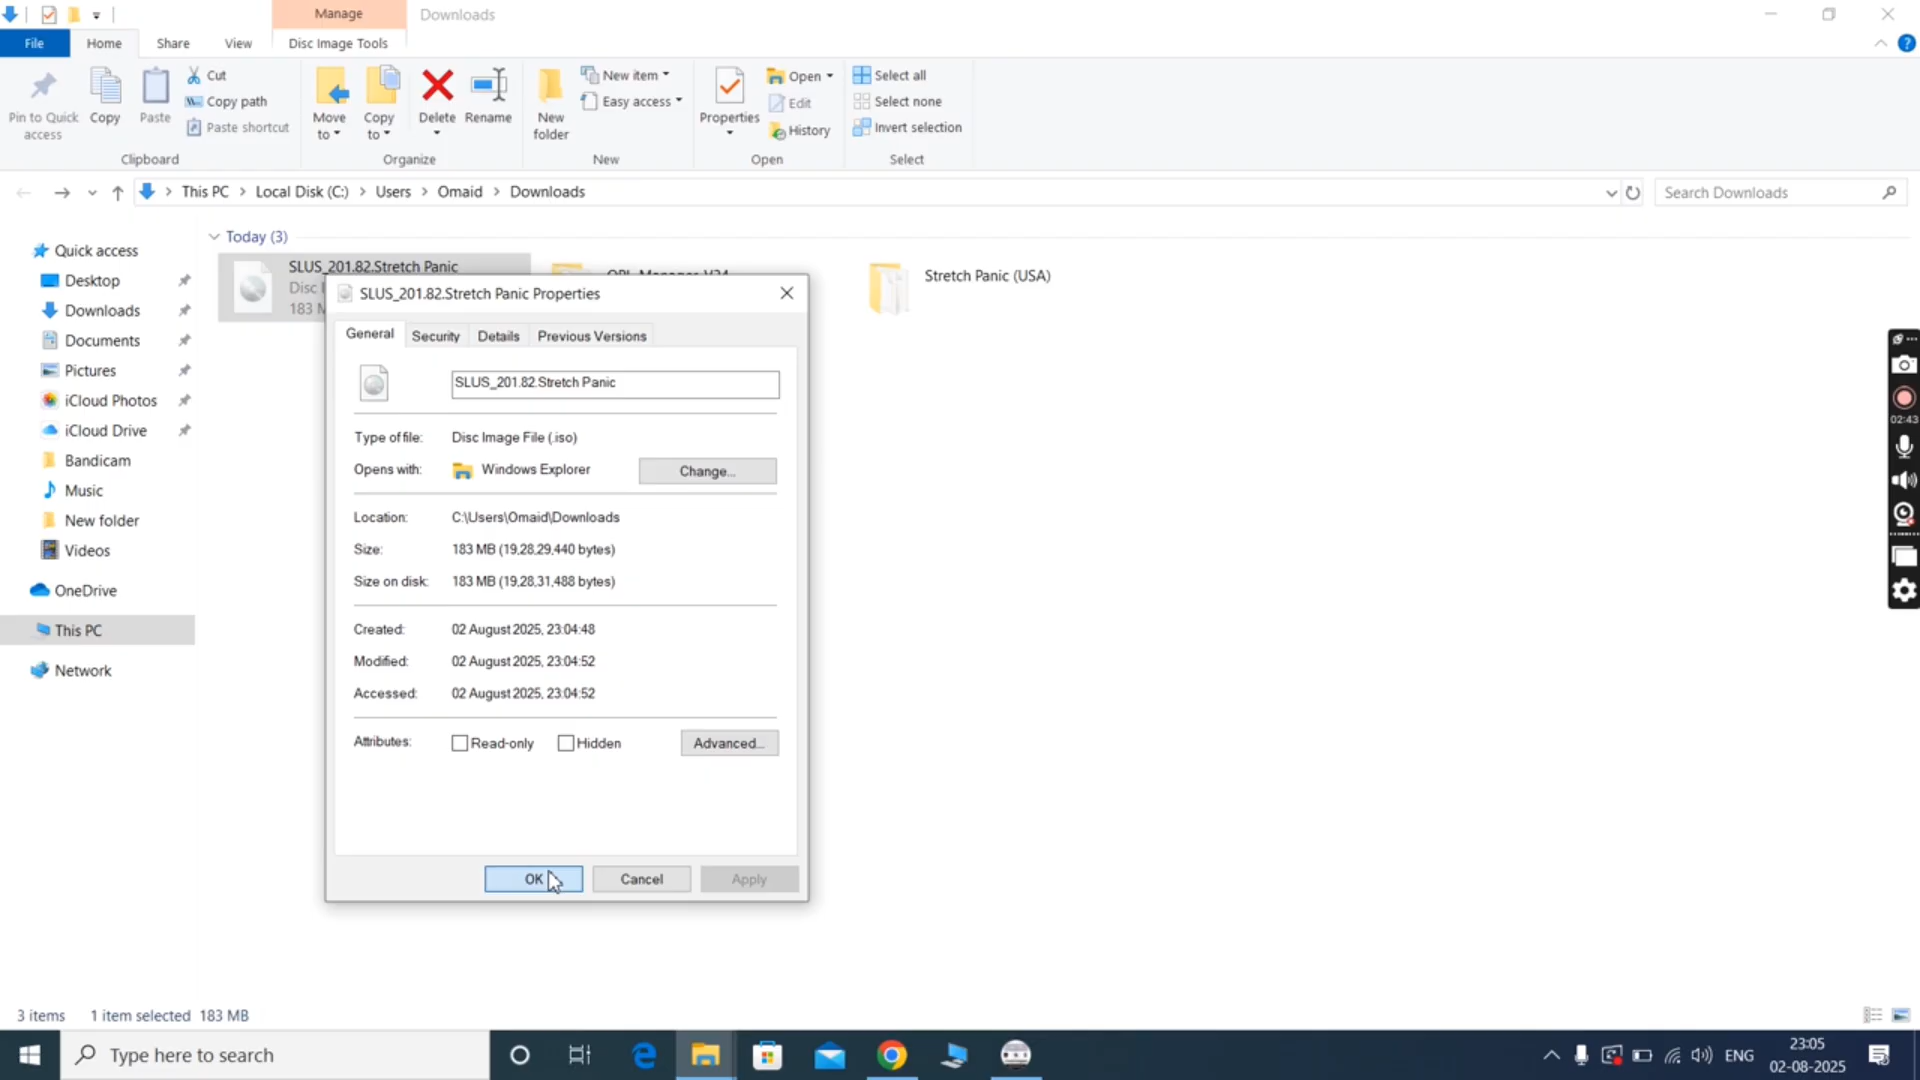 Manage
Downloads
File
Home
Share
View
Disc Image Tools
Pin to Quick access
Copy
Paste
Cut
Copy path
Paste shortcut
Clipboard
Move to
Copy to
Delete
Rename
Organize
New folder
New item
Easy access
New
Properties
Open
Edit
History
Open
Select all
Select none
Invert selection
Select
This PC > Local Disk (C:) > Users > Omaid > Downloads
Search Downloads
Quick access
Desktop
Downloads
Documents
Pictures
iCloud Photos
iCloud Drive
Bandicam
Music
New folder
Videos
OneDrive
This PC
Network
Today (3)
SLUS_201.82.Stretch Panic
Disc
183 M
OPL Manager V24
Stretch Panic (USA)
SLUS_201.82.Stretch Panic Properties
General
Security
Details
Previous Versions
SLUS_201.82.Stretch Panic
Type of file: Disc Image File (.iso)
Opens with: Windows Explorer
Change...
Location: C:\Users\Omaid\Downloads
Size: 183 MB (19,28,29,440 bytes)
Size on disk: 183 MB (19,28,31,488 bytes)
Created: 02 August 2025, 23:04:48
Modified: 02 August 2025, 23:04:52
Accessed: 02 August 2025, 23:04:52
Attributes: Read-only Hidden
Advanced...
OK
Cancel
Apply
02:43
3 items 1 item selected 183 MB
Type here to search
ENG
23:05
02-08-2025